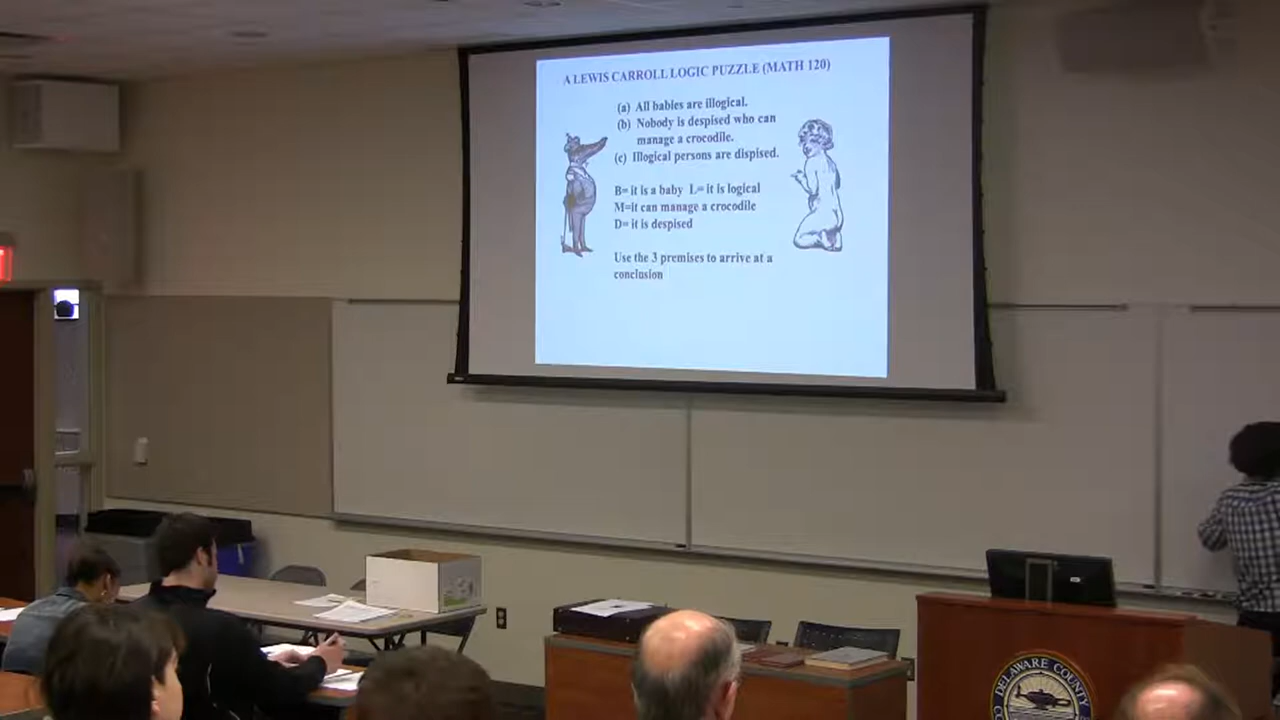 A LEWIS CARROLL LOGIC PUZZLE (MATH 120)
(a) All babies are illogical.
(b) Nobody is despised who can
manage a crocodile.
(c) Illogical persons are dispised.
B= it is a baby L= it is logical
M=it can manage a crocodile
D= it is despised
Use the 3 premises to arrive at a
conclusion
DELAWARE COUNTY